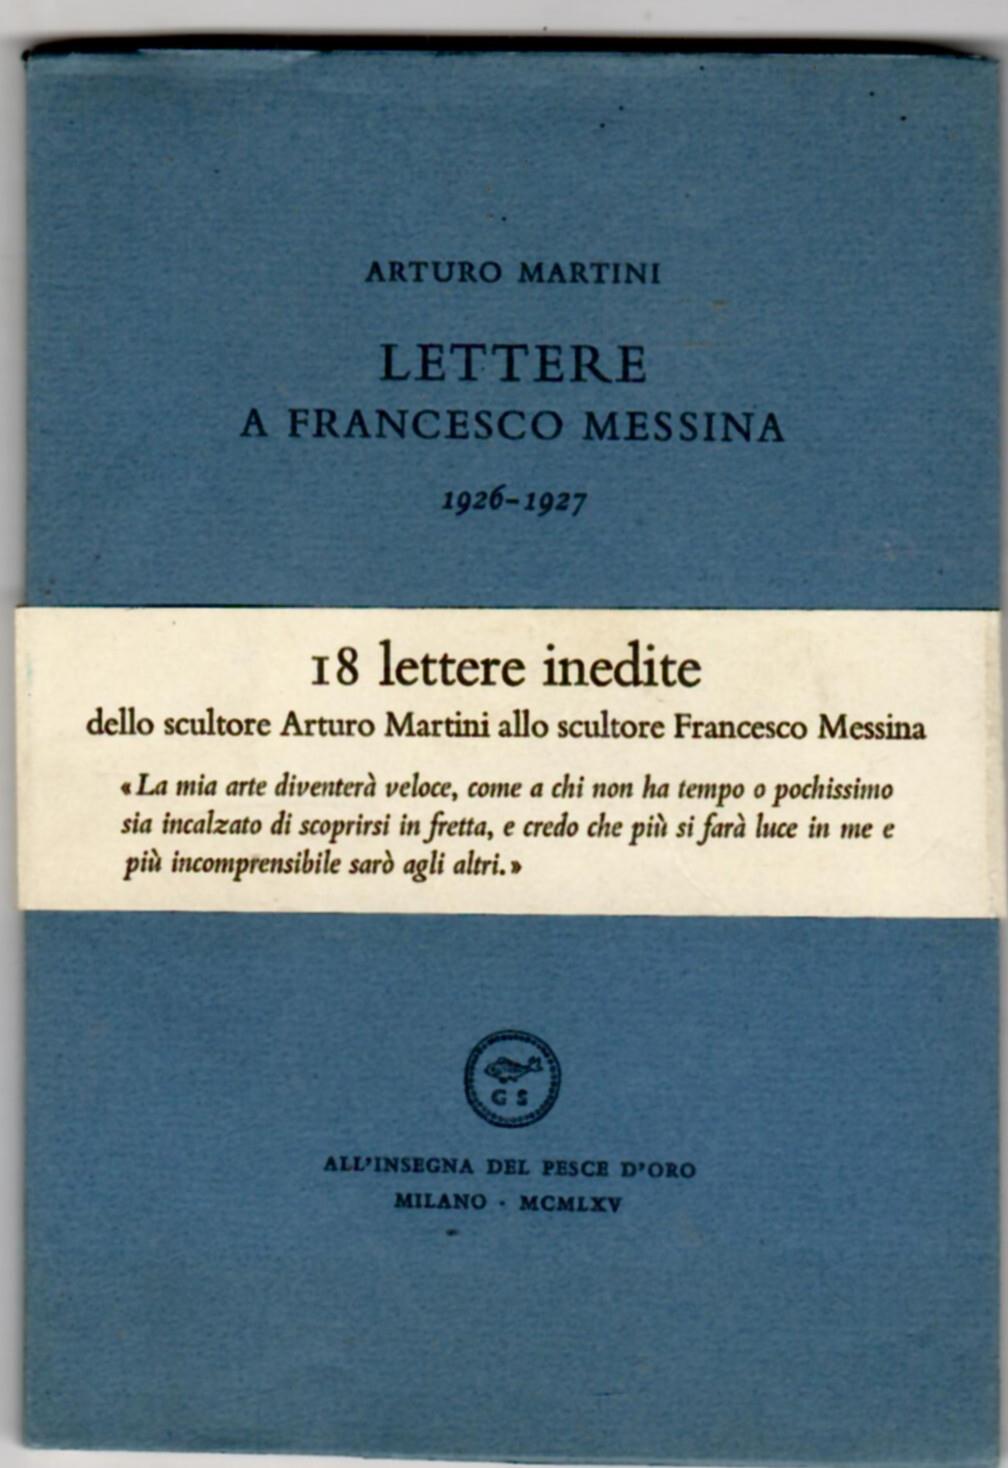 ARTURO MARTINI
LETTERE
A FRANCESCO MESSINA
1926-1927
18 lettere inedite
dello scultore Arturo Martini allo scultore Francesco Messina
«La mia arte diventerà veloce, come a chi non ha tempo o pochissimo
sia incalzato di scoprirsi in fretta, e credo che più si farà luce in me e
più incomprensibile sarò agli altri.»
G S
ALL'INSEGNA DEL PESCE D'ORO
MILANO · MCMLXV